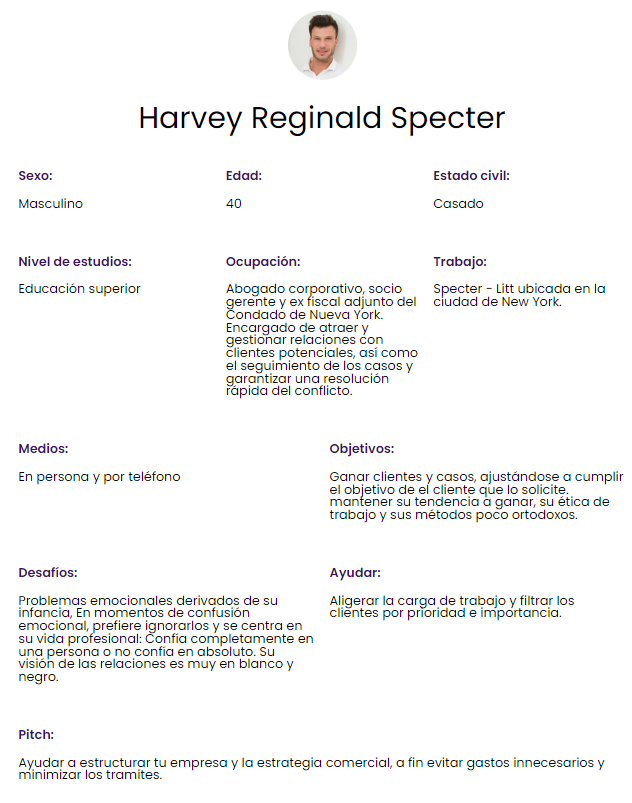 Harvey Reginald Specter
Sexo:
Masculino
Edad:
40
Estado civil:
Casado
Nivel de estudios:
Educación superior
Ocupación:
Abogado corporativo, socio
gerente y ex fiscal adjunto del
Condado de Nueva York.
Encargado de atraer y
gestionar relaciones con
clientes potenciales, así como
el seguimiento de los casos y
garantizar una resolución
rápida del conflicto.
Trabajo:
Specter - Litt ubicada en la
ciudad de New York.
Medios:
En persona y por teléfono
Objetivos:
Ganar clientes y casos, ajustándose a cumplir
el objetivo de el cliente que lo solicite.
mantener su tendencia a ganar, su ética de
trabajo y sus métodos poco ortodoxos.
Desafíos:
Problemas emocionales derivados de su
infancia, En momentos de confusión
emocional, prefiere ignorarlos y se centra en
su vida profesional: Confía completamente en
una persona o no confía en absoluto. Su
visión de las relaciones es muy en blanco y
negro.
Ayudar:
Aligerar la carga de trabajo y filtrar los
clientes por prioridad e importancia.
Pitch:
Ayudar a estructurar tu empresa y la estrategia comercial, a fin evitar gastos innecesarios y
minimizar los tramites.